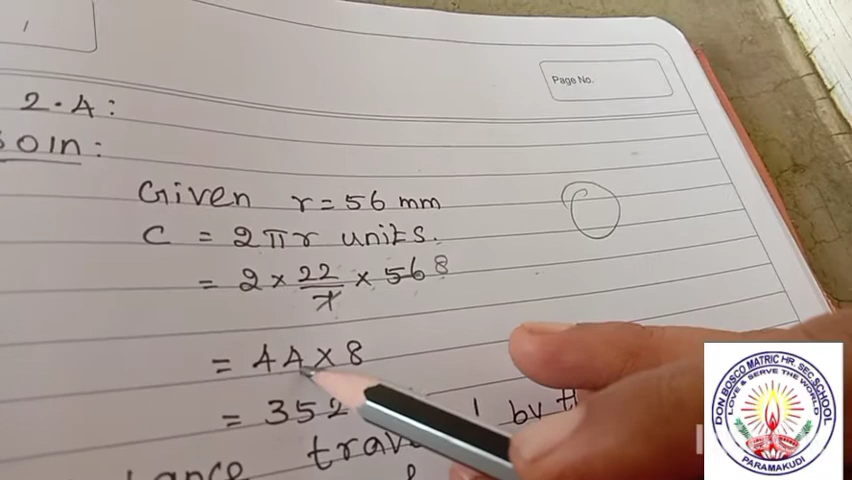 Page No.
2.4:
Soln:
Given r = 56 mm
C = 2πr units.
= 2 × 22/7 × 56 8
= 44 × 8
= 352
by
DON BOSCO MATRIC HR. SEC SCHOOL
LOVE & SERVE THE WORLD
PARAMAKUDI